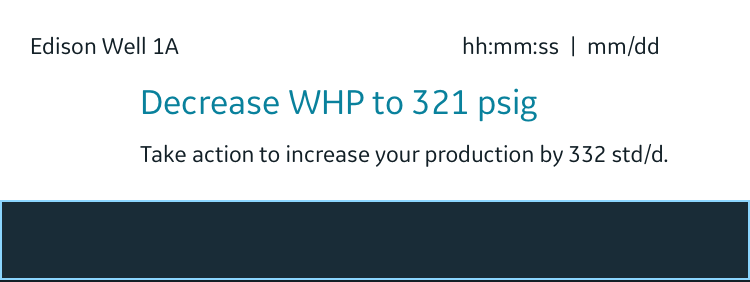 Edison Well 1A hh:mm:ss | mm/dd
Decrease WHP to 321 psig
Take action to increase your production by 332 std/d.